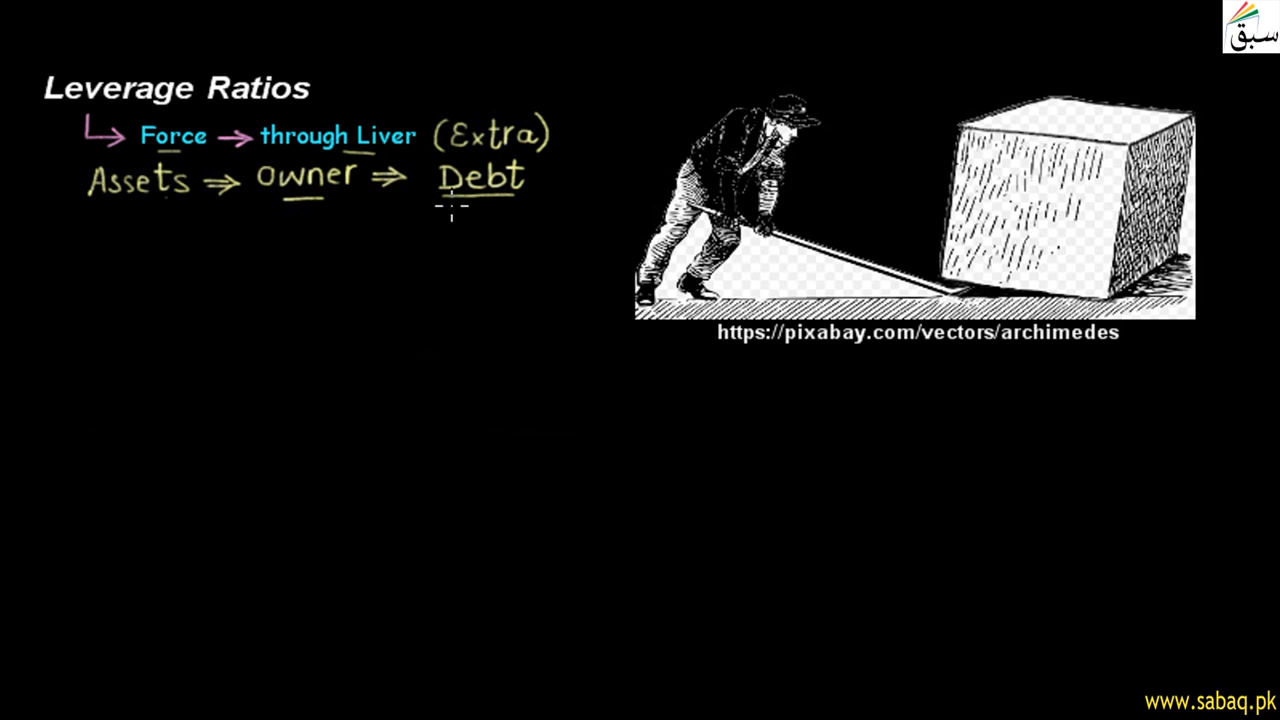 سبق
Leverage Ratios
Force → through Liver (Extra)
Assets ⇒ owner ⇒ Debt
https://pixabay.com/vectors/archimedes
www.sabaq.pk